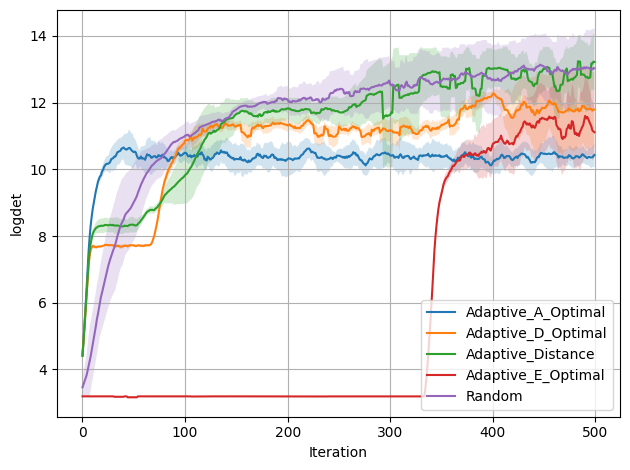 14
12
10
8
6
4
logdet
0
100
200
300
400
500
Iteration
Adaptive_A_Optimal
Adaptive_D_Optimal
Adaptive_Distance
Adaptive_E_Optimal
Random